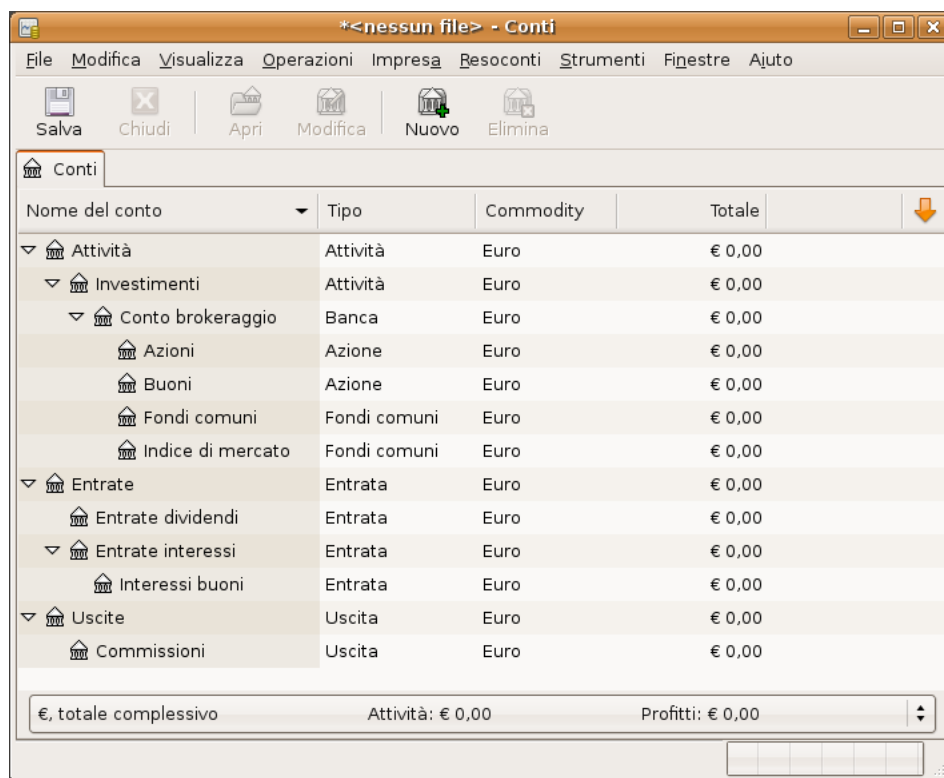 *<nessun file> - Conti
File Modifica Visualizza Operazioni Impresa Resoconti Strumenti Finestre Aiuto
Salva Chiudi Apri Modifica Nuovo Elimina
Conti
Nome del conto Tipo Commodity Totale
Attività Attività Euro € 0,00
Investimenti Attività Euro € 0,00
Conto brokeraggio Banca Euro € 0,00
Azioni Azione Euro € 0,00
Buoni Azione Euro € 0,00
Fondi comuni Fondi comuni Euro € 0,00
Indice di mercato Fondi comuni Euro € 0,00
Entrate Entrata Euro € 0,00
Entrate dividendi Entrata Euro € 0,00
Entrate interessi Entrata Euro € 0,00
Interessi buoni Entrata Euro € 0,00
Uscite Uscita Euro € 0,00
Commissioni Uscita Euro € 0,00
€, totale complessivo Attività: € 0,00 Profitti: € 0,00